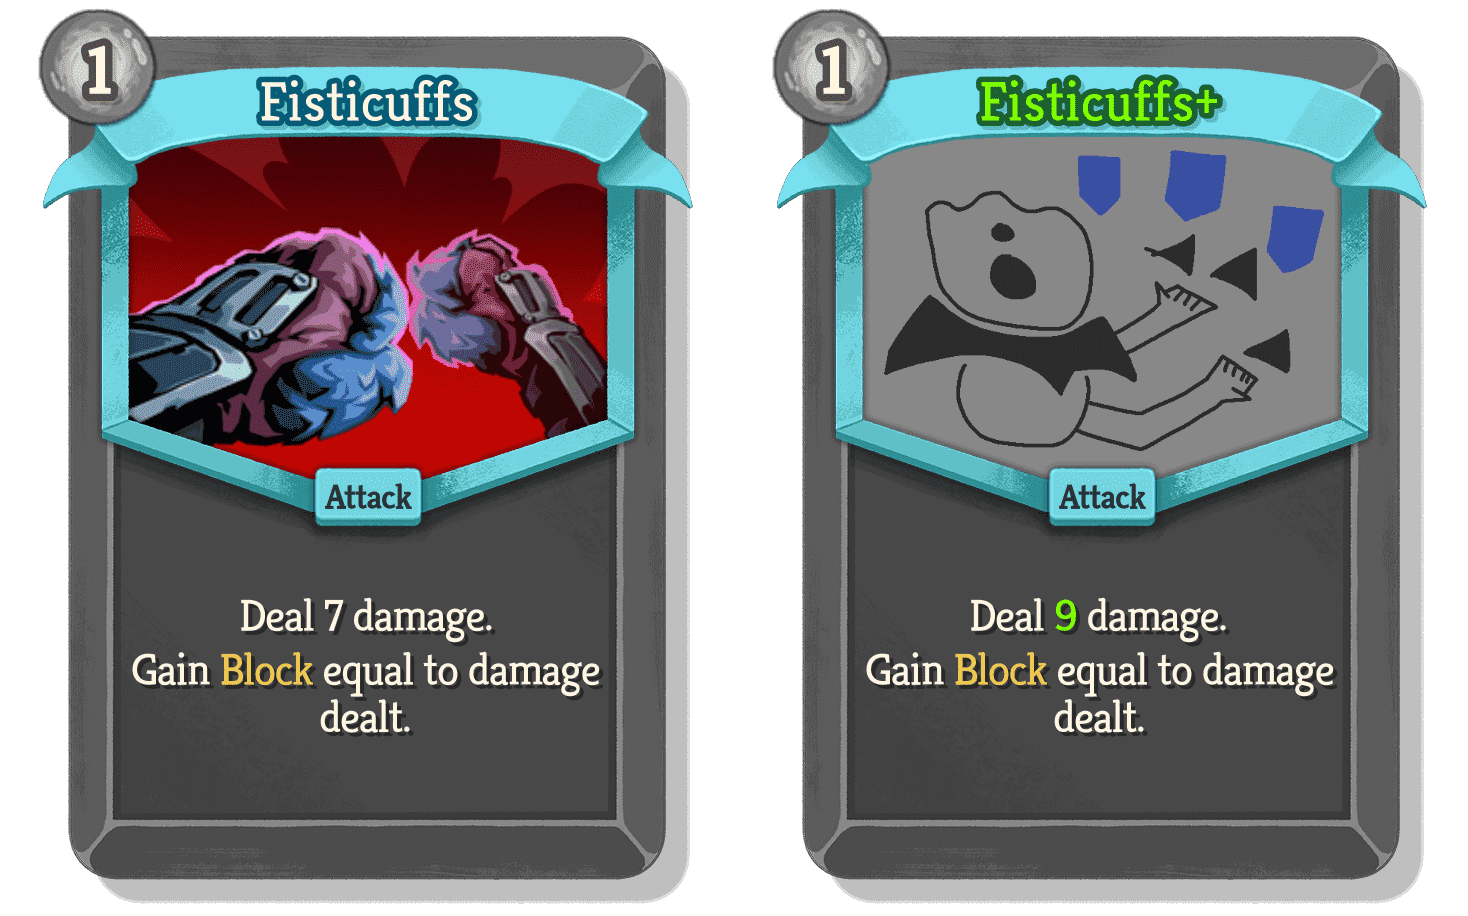 1
Fisticuffs
Attack
Deal 7 damage.
Gain Block equal to damage
dealt.
1
Fisticuffs+
Attack
Deal 9 damage.
Gain Block equal to damage
dealt.